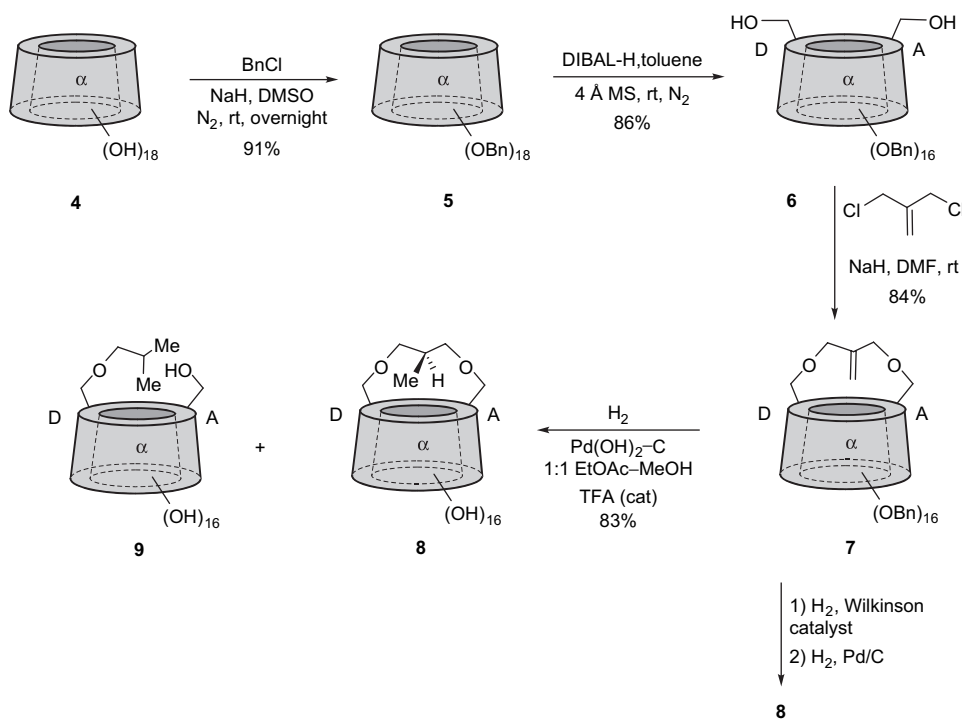 α
(OH)18
4
BnCl
NaH, DMSO
N2, rt, overnight
91%
α
(OBn)18
5
DIBAL-H,toluene
4 Å MS, rt, N2
86%
HO
OH
D
A
α
(OBn)16
6
Cl
Cl
NaH, DMF, rt
84%
O
Me
Me
HO
D
A
α
(OH)16
9
+
O
O
Me
H
D
A
α
(OH)16
8
H2
Pd(OH)2–C
1:1 EtOAc–MeOH
TFA (cat)
83%
O
O
D
A
α
(OBn)16
7
1) H2, Wilkinson
catalyst
2) H2, Pd/C
8